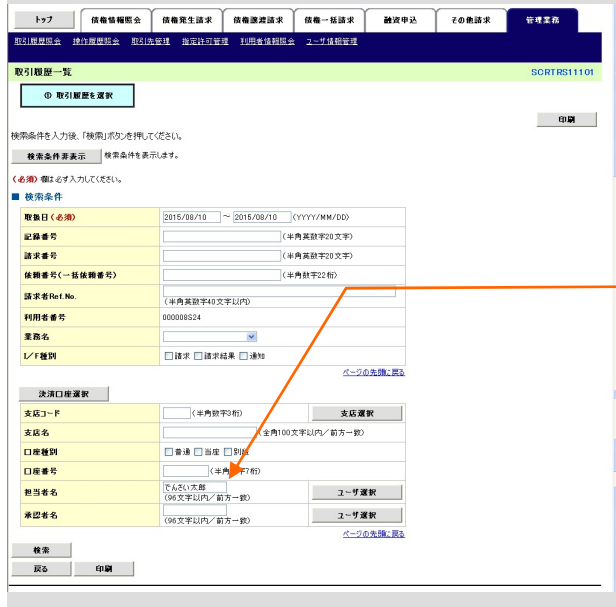 トップ 債権情報照会 債権発生請求 債権譲渡請求 債権一括請求 融資申込 その他請求 管理業務
取引履歴照会 操作履歴照会 取引先管理 指定許可管理 利用者情報照会 ユーザ情報管理
取引履歴一覧 SCRTRS11101
① 取引履歴を選択
印刷
検索条件を入力後、「検索」ボタンを押してください。
検索条件非表示 検索条件を表示します。
(必須)欄は必ず入力してください。
■ 検索条件
取扱日(必須) 2015/08/10 ~ 2015/08/10 (YYYY/MM/DD)
記録番号 (半角英数字20文字)
請求番号 (半角英数字20文字)
依頼番号(一括依頼番号) (半角数字22桁)
請求者Ref.No. (半角英数字40文字以内)
利用者番号 000008S24
業務名
I/F種別 請求 請求結果 通知
ページの先頭に戻る
決済口座選択
支店コード (半角数字3桁) 支店選択
支店名 (全角100文字以内/前方一致)
口座種別 普通 当座 別段
口座番号 (半角数字7桁)
担当者名 でんさい太郎 (96文字以内/前方一致) ユーザ選択
承認者名 (96文字以内/前方一致) ユーザ選択
ページの先頭に戻る
検索
戻る 印刷